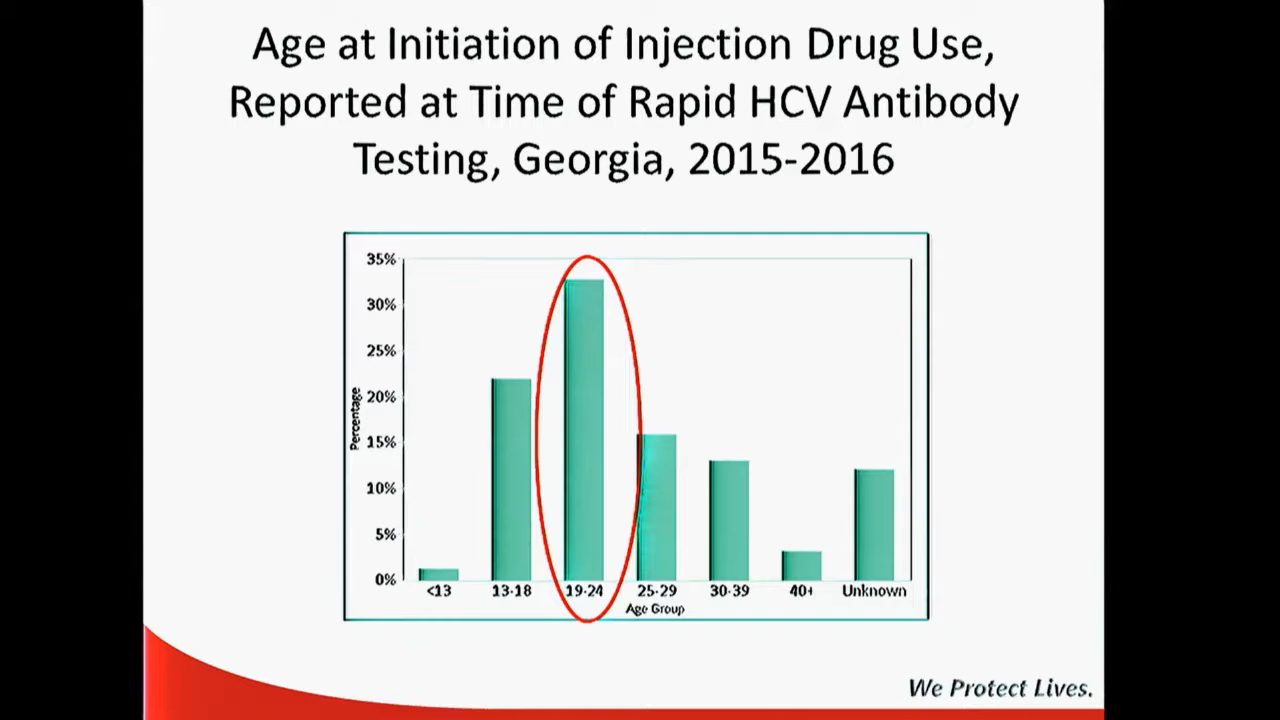 Age at Initiation of Injection Drug Use,
Reported at Time of Rapid HCV Antibody
Testing, Georgia, 2015-2016
35%
30%
25%
20%
15%
10%
5%
0%
Percentage
<13 13-18 19-24 25-29 30-39 40+ Unknown
Age Group
We Protect Lives.